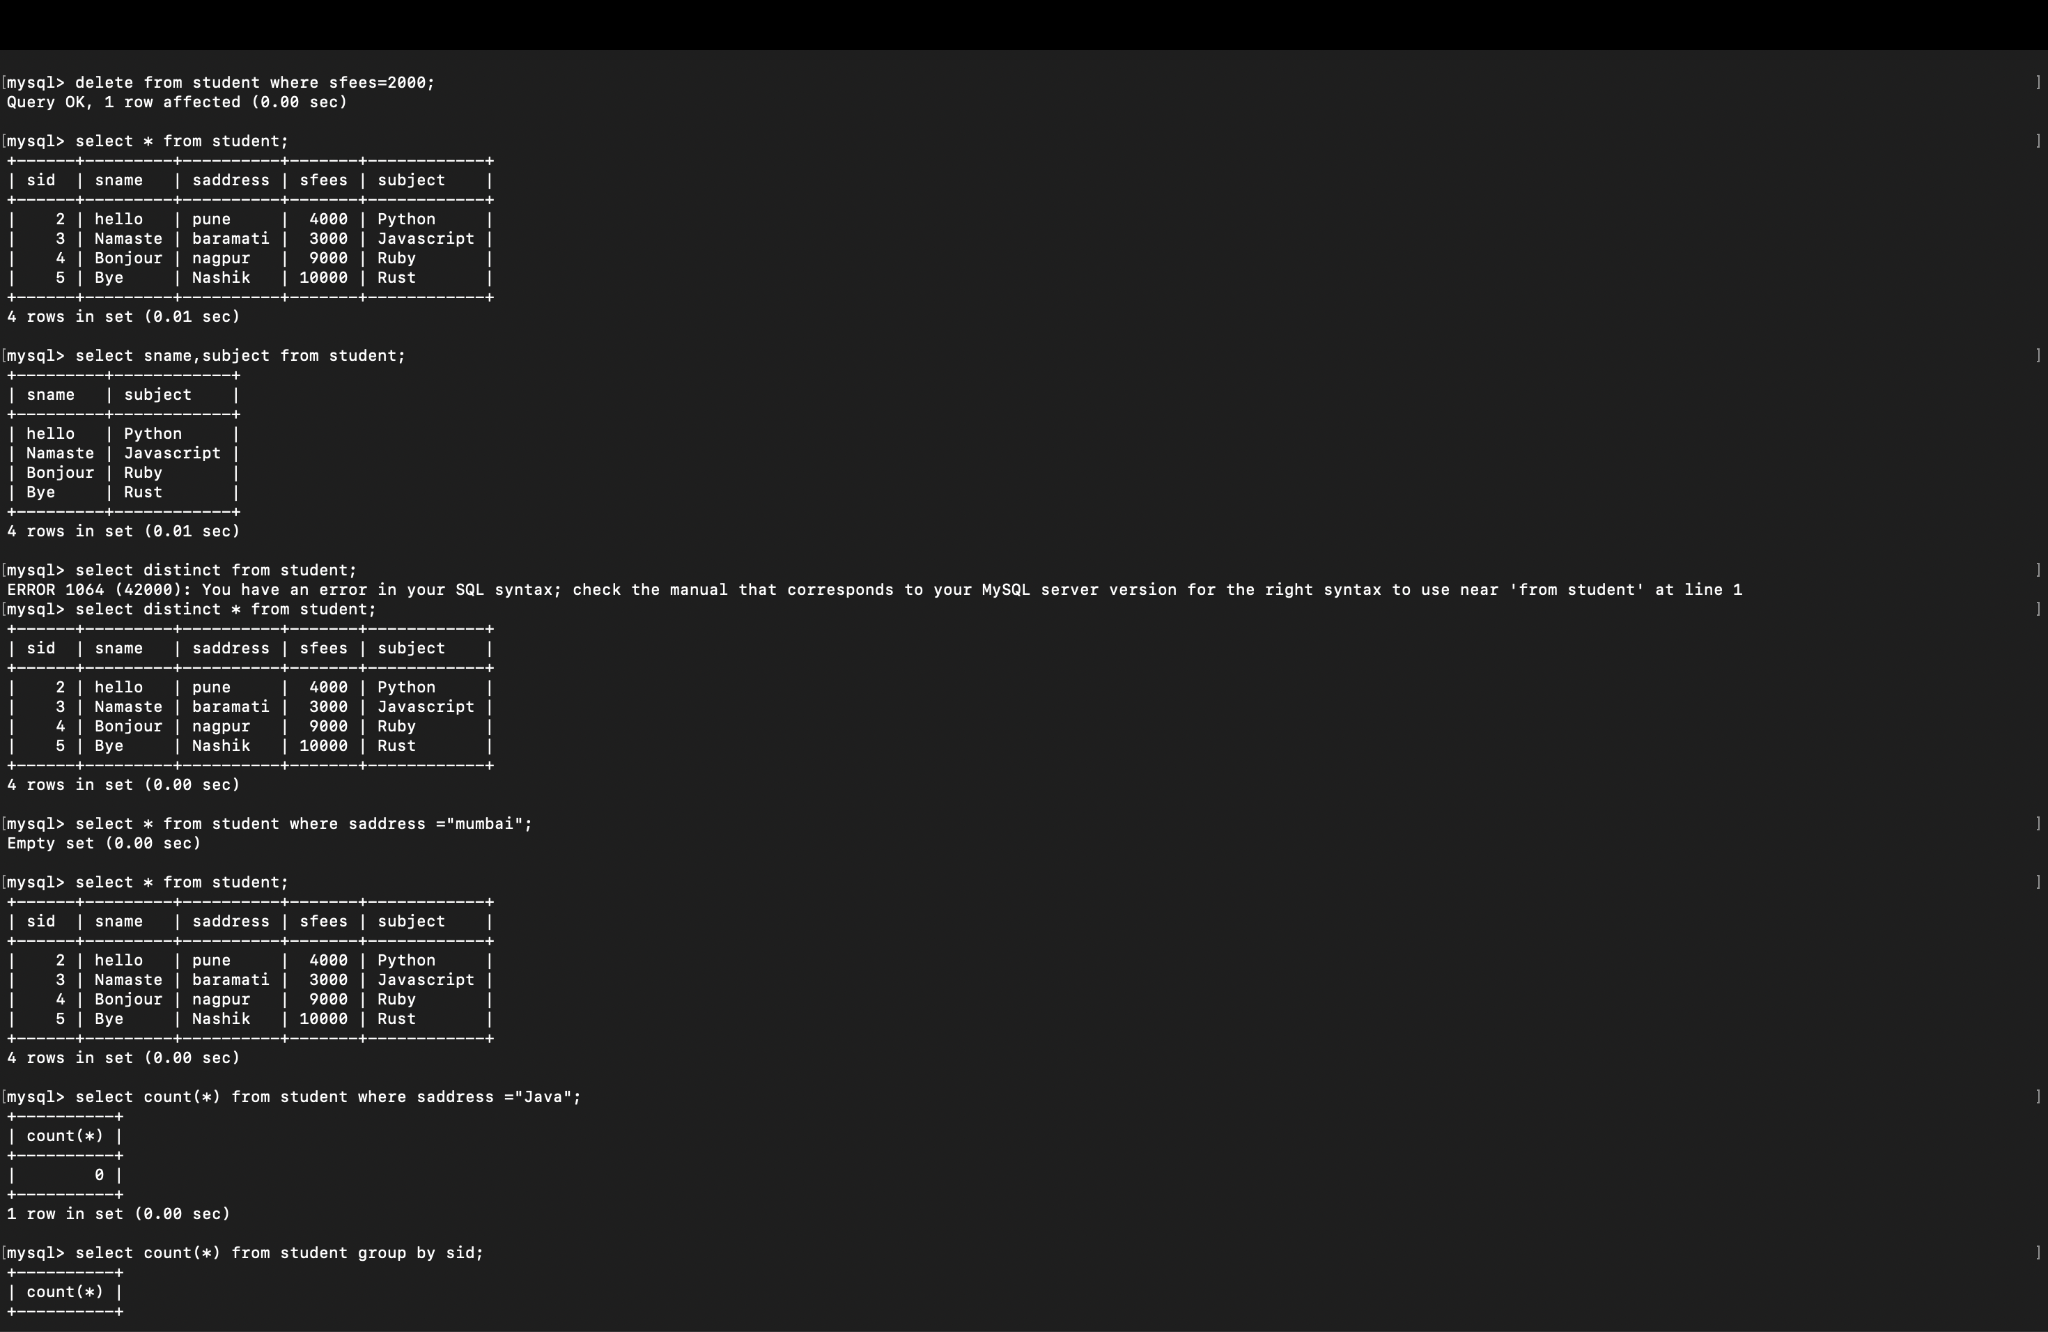 [mysql> delete from student where sfees=2000; ]
Query OK, 1 row affected (0.00 sec)
[mysql> select * from student; ]
+------+---------+----------+-------+------------+
| sid  | sname   | saddress | sfees | subject    |
+------+---------+----------+-------+------------+
|    2 | hello   | pune     |  4000 | Python     |
|    3 | Namaste | baramati |  3000 | Javascript |
|    4 | Bonjour | nagpur   |  9000 | Ruby       |
|    5 | Bye     | Nashik   | 10000 | Rust       |
+------+---------+----------+-------+------------+
4 rows in set (0.01 sec)
[mysql> select sname,subject from student; ]
+---------+------------+
| sname   | subject    |
+---------+------------+
| hello   | Python     |
| Namaste | Javascript |
| Bonjour | Ruby       |
| Bye     | Rust       |
+---------+------------+
4 rows in set (0.01 sec)
[mysql> select distinct from student; ]
ERROR 1064 (42000): You have an error in your SQL syntax; check the manual that corresponds to your MySQL server version for the right syntax to use near 'from student' at line 1
[mysql> select distinct * from student; ]
+------+---------+----------+-------+------------+
| sid  | sname   | saddress | sfees | subject    |
+------+---------+----------+-------+------------+
|    2 | hello   | pune     |  4000 | Python     |
|    3 | Namaste | baramati |  3000 | Javascript |
|    4 | Bonjour | nagpur   |  9000 | Ruby       |
|    5 | Bye     | Nashik   | 10000 | Rust       |
+------+---------+----------+-------+------------+
4 rows in set (0.00 sec)
[mysql> select * from student where saddress ="mumbai"; ]
Empty set (0.00 sec)
[mysql> select * from student; ]
+------+---------+----------+-------+------------+
| sid  | sname   | saddress | sfees | subject    |
+------+---------+----------+-------+------------+
|    2 | hello   | pune     |  4000 | Python     |
|    3 | Namaste | baramati |  3000 | Javascript |
|    4 | Bonjour | nagpur   |  9000 | Ruby       |
|    5 | Bye     | Nashik   | 10000 | Rust       |
+------+---------+----------+-------+------------+
4 rows in set (0.00 sec)
[mysql> select count(*) from student where saddress ="Java"; ]
+----------+
| count(*) |
+----------+
|        0 |
+----------+
1 row in set (0.00 sec)
[mysql> select count(*) from student group by sid; ]
+----------+
| count(*) |
+----------+